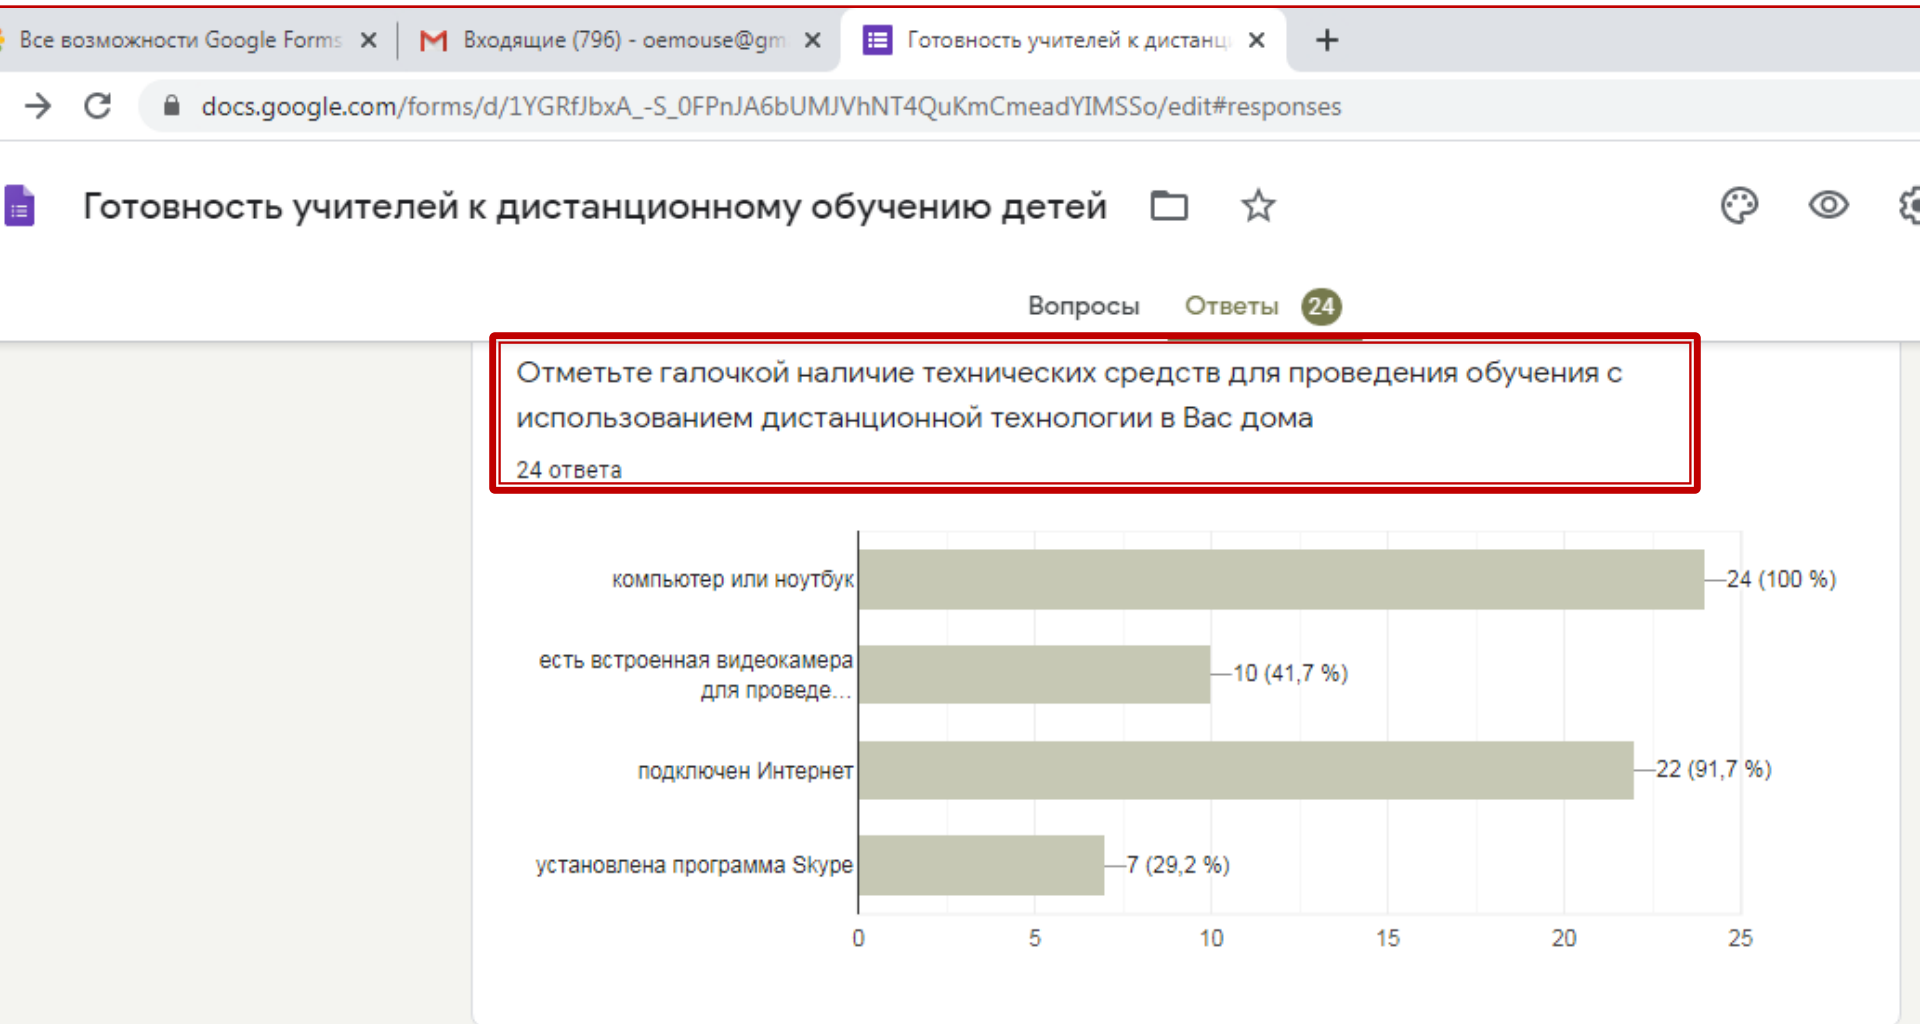 Все возможности Google Forms
Входящие (796) - oemouse@gm
Готовность учителей к дистанц
docs.google.com/forms/d/1YGRfJbxA_-S_0FPnJA6bUMJVhNT4QuKmCmeadYIMSSo/edit#responses
Готовность учителей к дистанционному обучению детей
Вопросы Ответы 24
Отметьте галочкой наличие технических средств для проведения обучения с
использованием дистанционной технологии в Вас дома
24 ответа
компьютер или ноутбук 24 (100 %)
есть встроенная видеокамера
для проведе... 10 (41,7 %)
подключен Интернет 22 (91,7 %)
установлена программа Skype 7 (29,2 %)
0 5 10 15 20 25